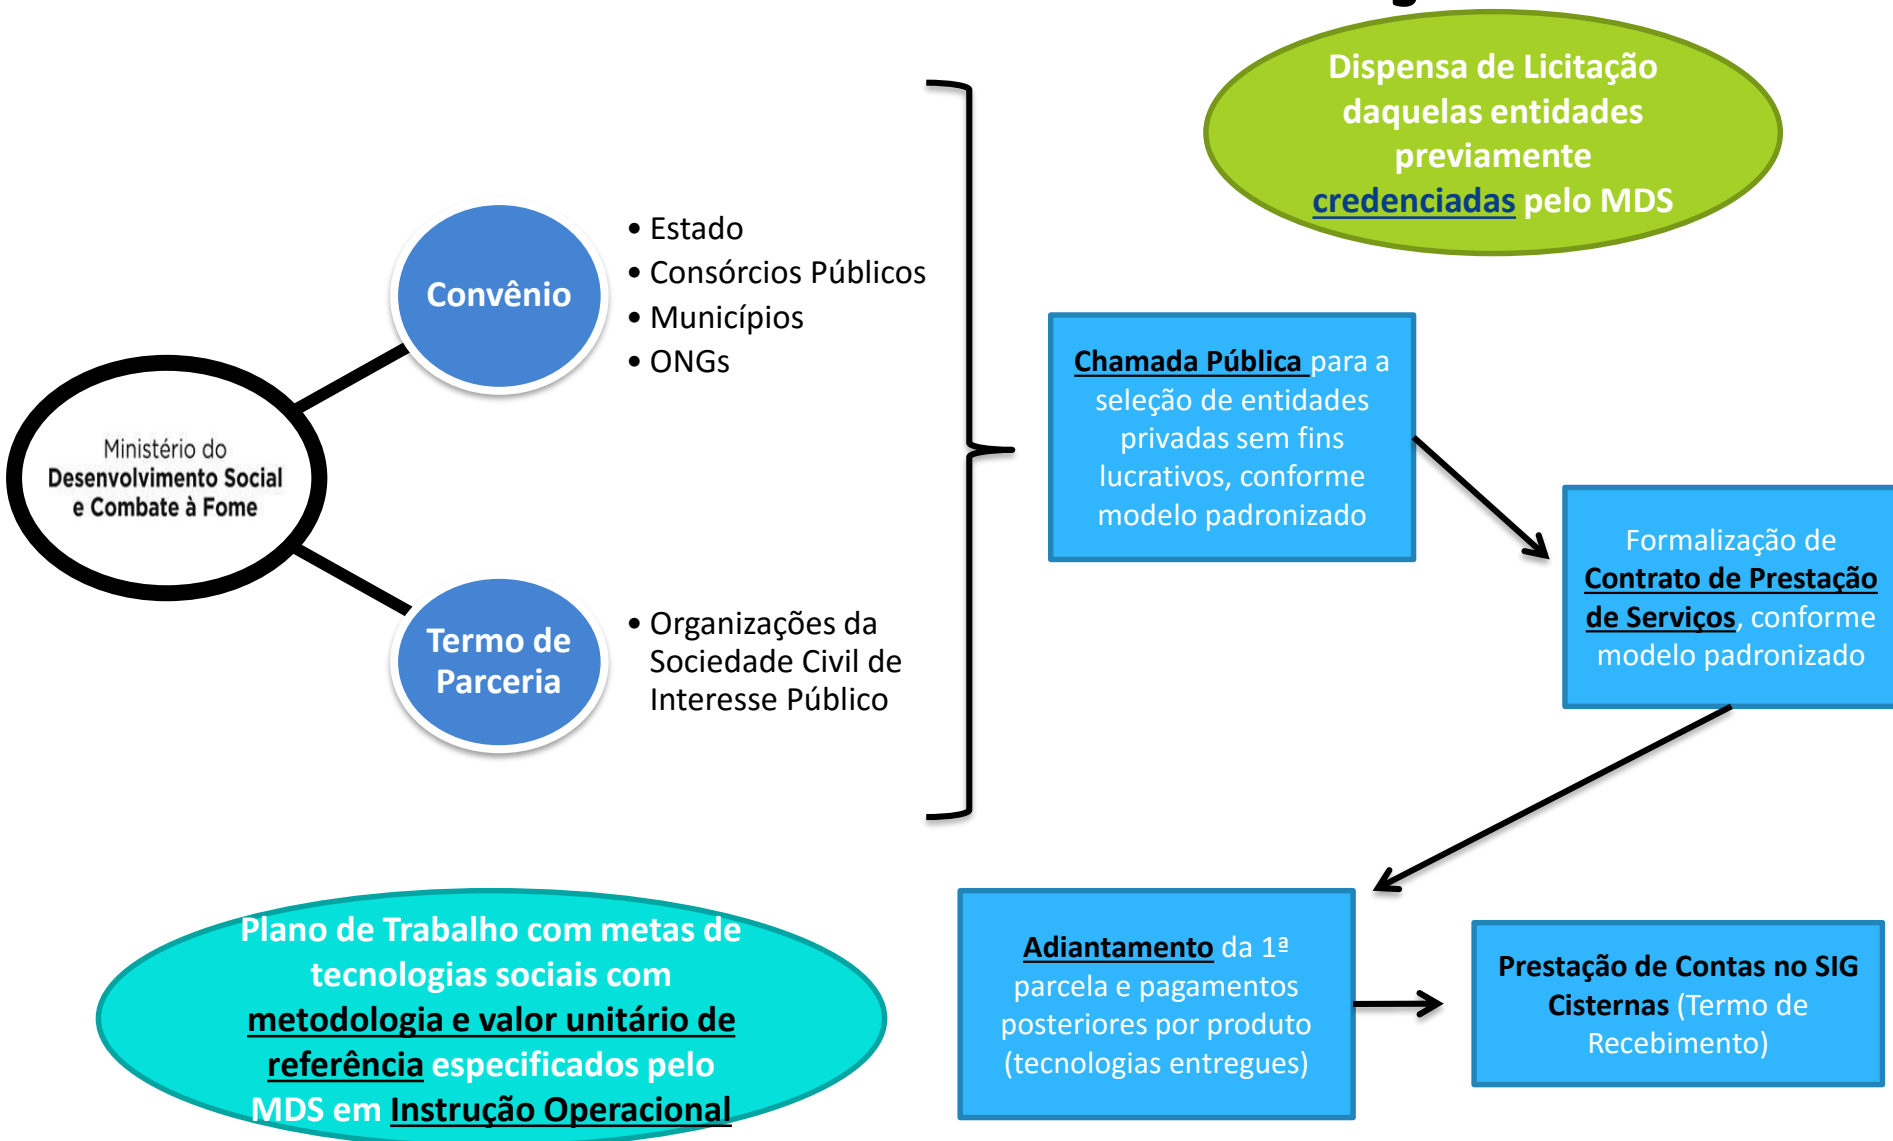 Dispensa de Licitação
daquelas entidades
previamente
credenciadas pelo MDS
Convênio
• Estado
• Consórcios Públicos
• Municípios
• ONGs
Ministério do
Desenvolvimento Social
e Combate à Fome
Termo de
Parceria
• Organizações da
Sociedade Civil de
Interesse Público
Chamada Pública para a
seleção de entidades
privadas sem fins
lucrativos, conforme
modelo padronizado
Formalização de
Contrato de Prestação
de Serviços, conforme
modelo padronizado
Plano de Trabalho com metas de
tecnologias sociais com
metodologia e valor unitário de
referência especificados pelo
MDS em Instrução Operacional
Adiantamento da 1ª
parcela e pagamentos
posteriores por produto
(tecnologias entregues)
Prestação de Contas no SIG
Cisternas (Termo de
Recebimento)